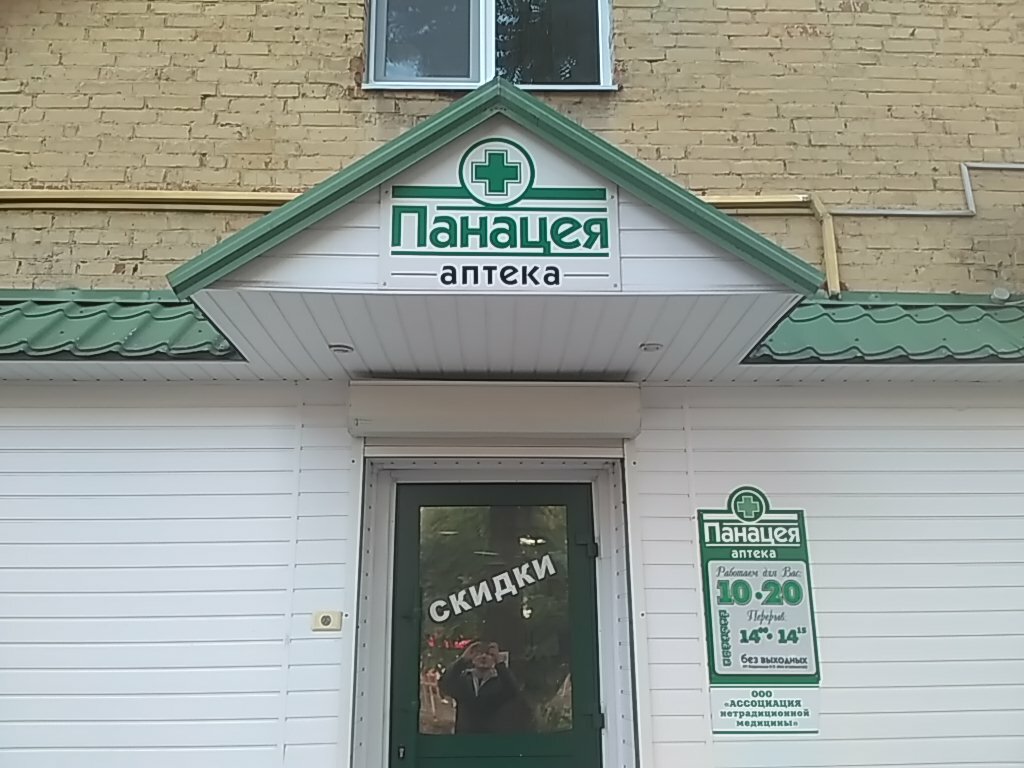 Панацея
аптека
СКИДКИ
Панацея
аптека
Работаем для Вас:
10•20
Перерыв:
14⁰⁰• 14¹⁵
без выходных
ООО
«АССОЦИАЦИЯ
нетрадиционной
медицины»